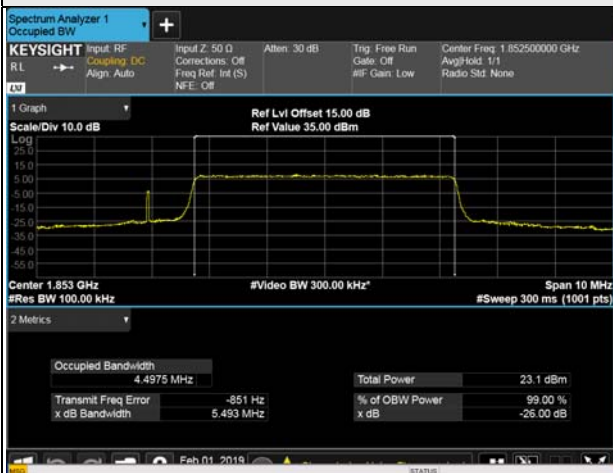 Spectrum Analyzer 1
Occupied BW
+
KEYSIGHT Input: RF Input Z: 50 Ω Atten: 30 dB Trig: Free Run Center Freq: 1.852500000 GHz
RL Coupling: DC Corrections: Off Gate: Off Avg|Hold: 1/1
Align: Auto Freq Ref: Int (S) #IF Gain: Low Radio Std: None
LXI NFE: Off
1 Graph
Ref Lvl Offset 15.00 dB
Scale/Div 10.0 dB Ref Value 35.00 dBm
Log
25.0
15.0
5.00
-5.00
-15.0
-25.0
-35.0
-45.0
-55.0
Center 1.853 GHz #Video BW 300.00 kHz* Span 10 MHz
#Res BW 100.00 kHz #Sweep 300 ms (1001 pts)
2 Metrics
Occupied Bandwidth
4.4975 MHz Total Power 23.1 dBm
Transmit Freq Error -851 Hz % of OBW Power 99.00 %
x dB Bandwidth 5.493 MHz x dB -26.00 dB
Feb 01, 2019
MSG STATUS